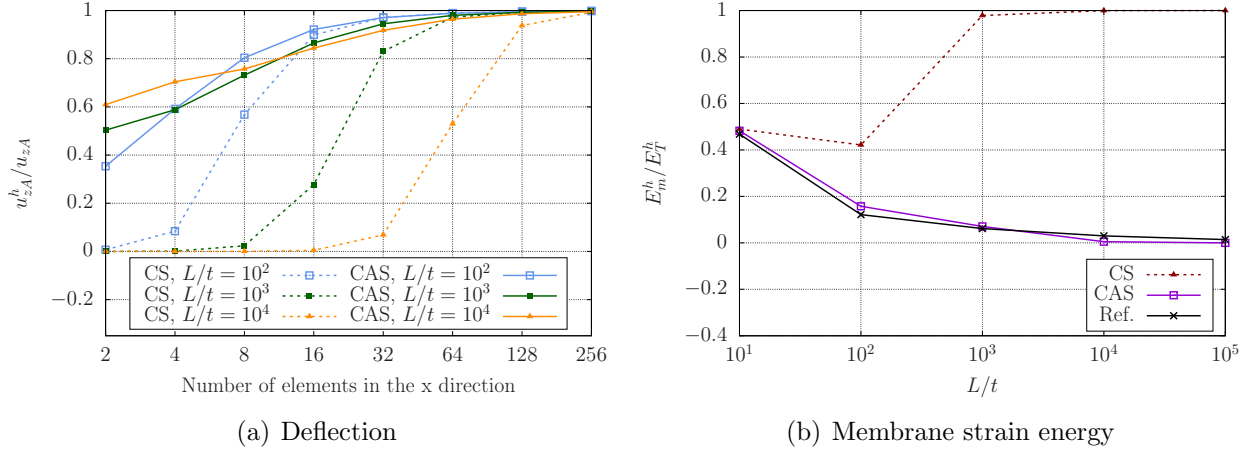 1
0.8
0.6
0.4
0.2
0
−0.2
u_{zA}^h/u_{zA}
CS, L/t = 10^2
CAS, L/t = 10^2
CS, L/t = 10^3
CAS, L/t = 10^3
CS, L/t = 10^4
CAS, L/t = 10^4
2 4 8 16 32 64 128 256
Number of elements in the x direction
(a) Deflection
1
0.8
0.6
0.4
0.2
0
−0.2
−0.4
E_m^h/E_T^h
CS
CAS
Ref.
10^1 10^2 10^3 10^4 10^5
L/t
(b) Membrane strain energy